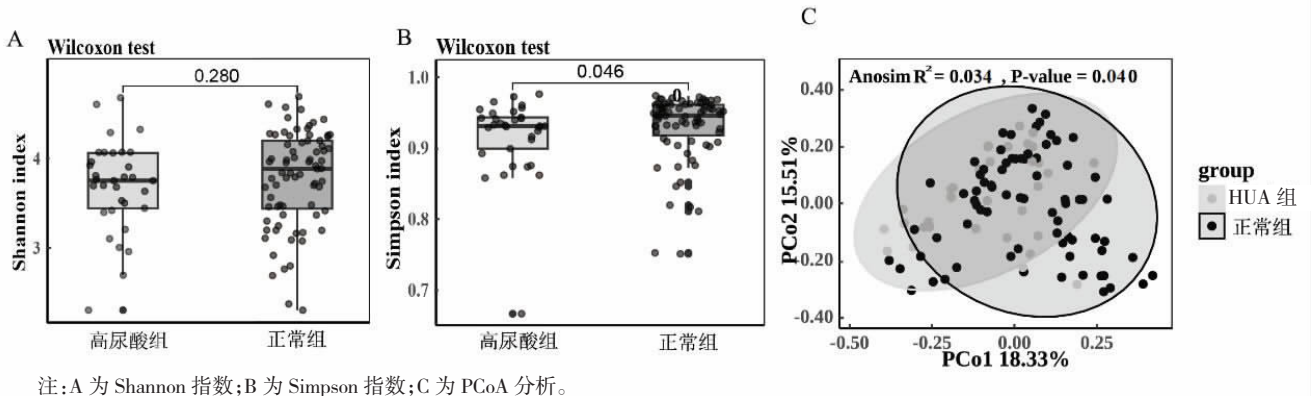 A
Wilcoxon test
0.280
Shannon index
4
3
高尿酸组
正常组
B
Wilcoxon test
0.046
0
Simpson index
1.0
0.9
0.8
0.7
高尿酸组
正常组
C
Anosim R² = 0.034 , P-value = 0.040
PCo2 15.51%
0.40
0.20
0.00
-0.20
-0.40
-0.50
-0.25
0.00
0.25
PCo1 18.33%
group
HUA 组
正常组
注:A 为 Shannon 指数;B 为 Simpson 指数;C 为 PCoA 分析。